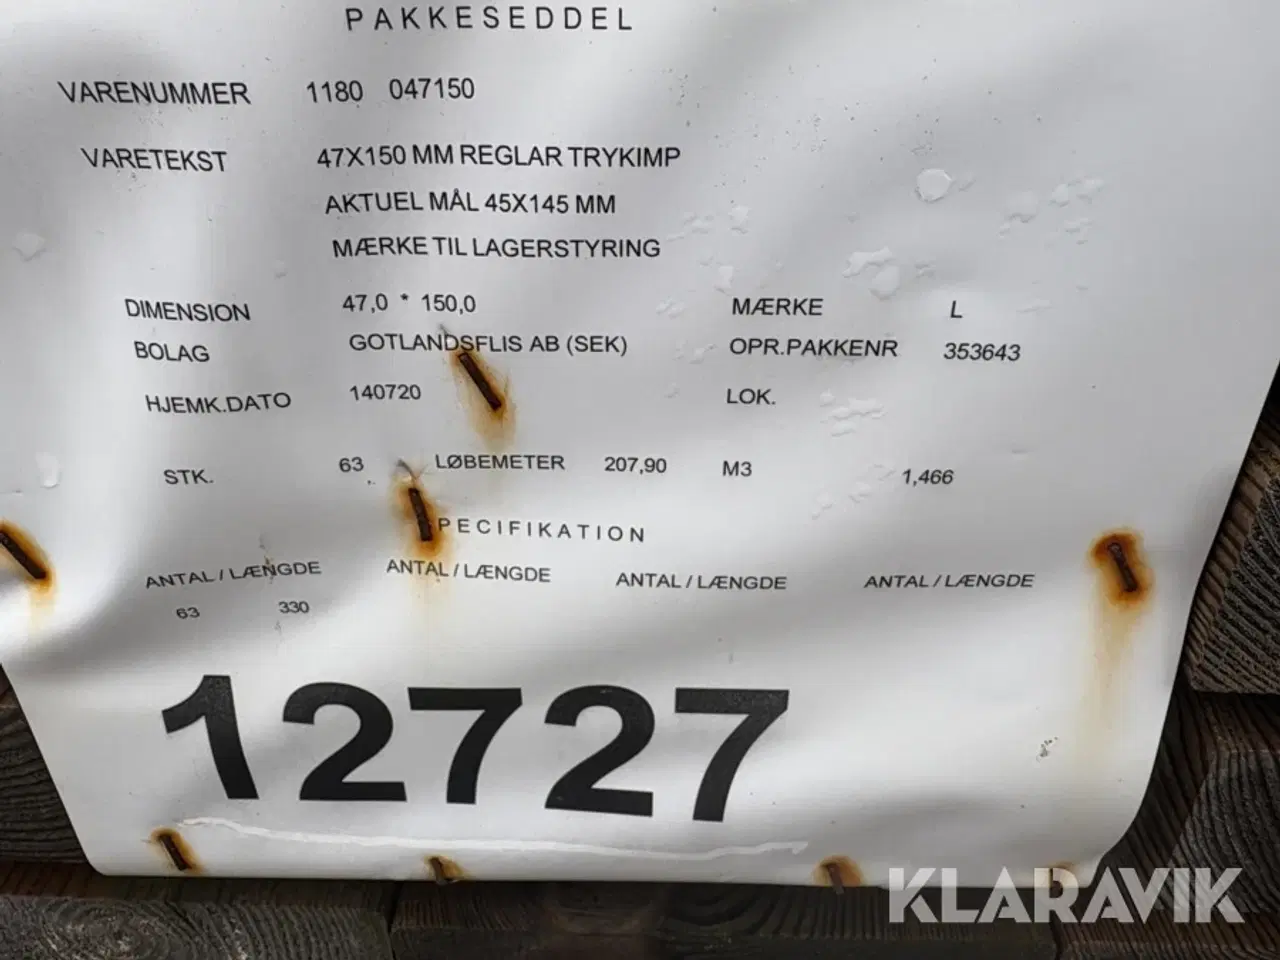 PAKKESEDDEL
VARENUMMER 1180 047150
VARETEKST 47X150 MM REGLAR TRYKIMP
AKTUEL MÅL 45X145 MM
MÆRKE TIL LAGERSTYRING
DIMENSION 47,0 * 150,0 MÆRKE L
BOLAG GOTLANDSFLIS AB (SEK) OPR.PAKKENR 353643
HJEMK.DATO 140720 LOK.
STK. 63 LØBEMETER 207,90 M3 1,466
PECIFIKATION
ANTAL / LÆNGDE ANTAL / LÆNGDE ANTAL / LÆNGDE ANTAL / LÆNGDE
63 330
12727
KLARAVIK